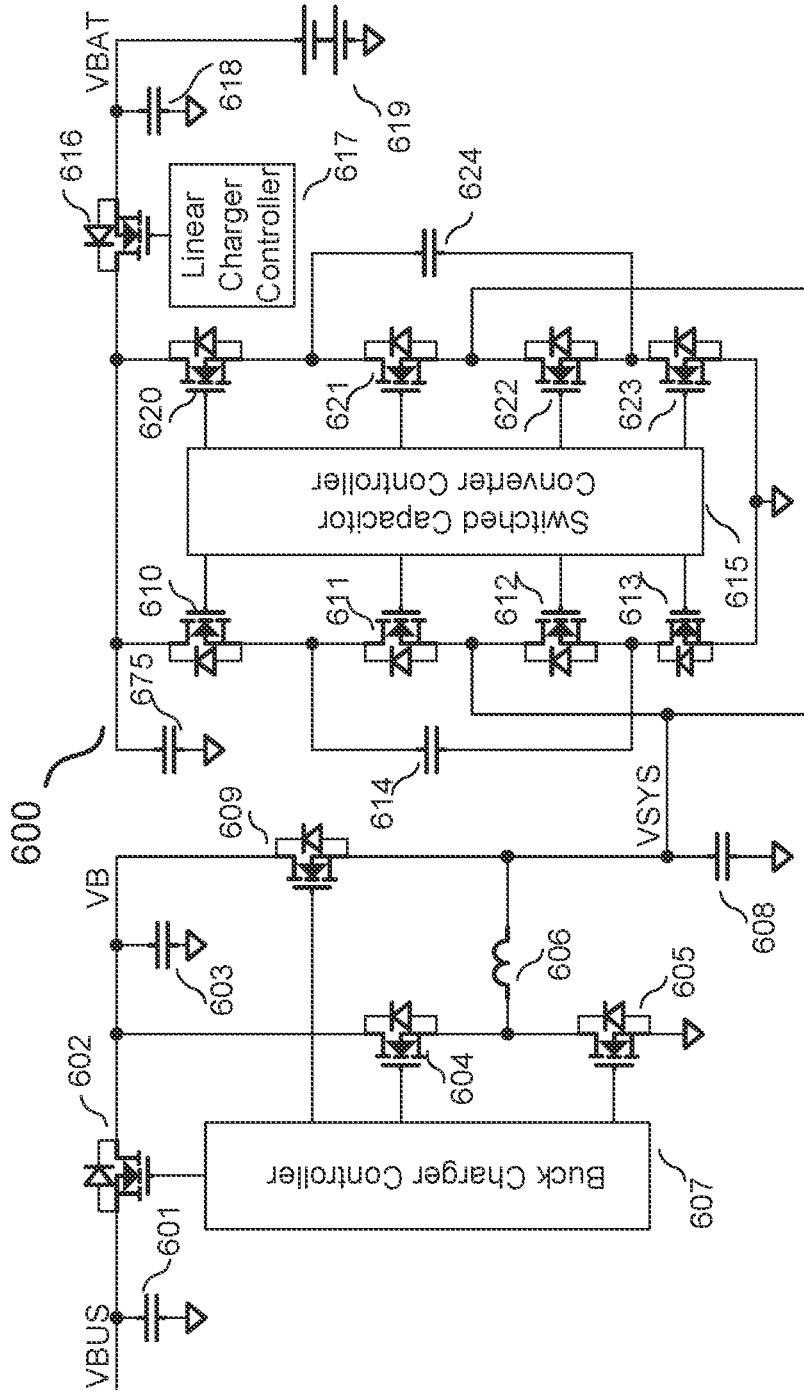 600
VBUS
601
602
VB
603
Buck Charger Controller
607
604
605
606
609
VSYS
608
675
614
610
611
612
613
Switched Capacitor
Converter Controller
615
620
621
622
623
624
616
Linear
Charger
Controller
617
VBAT
618
619